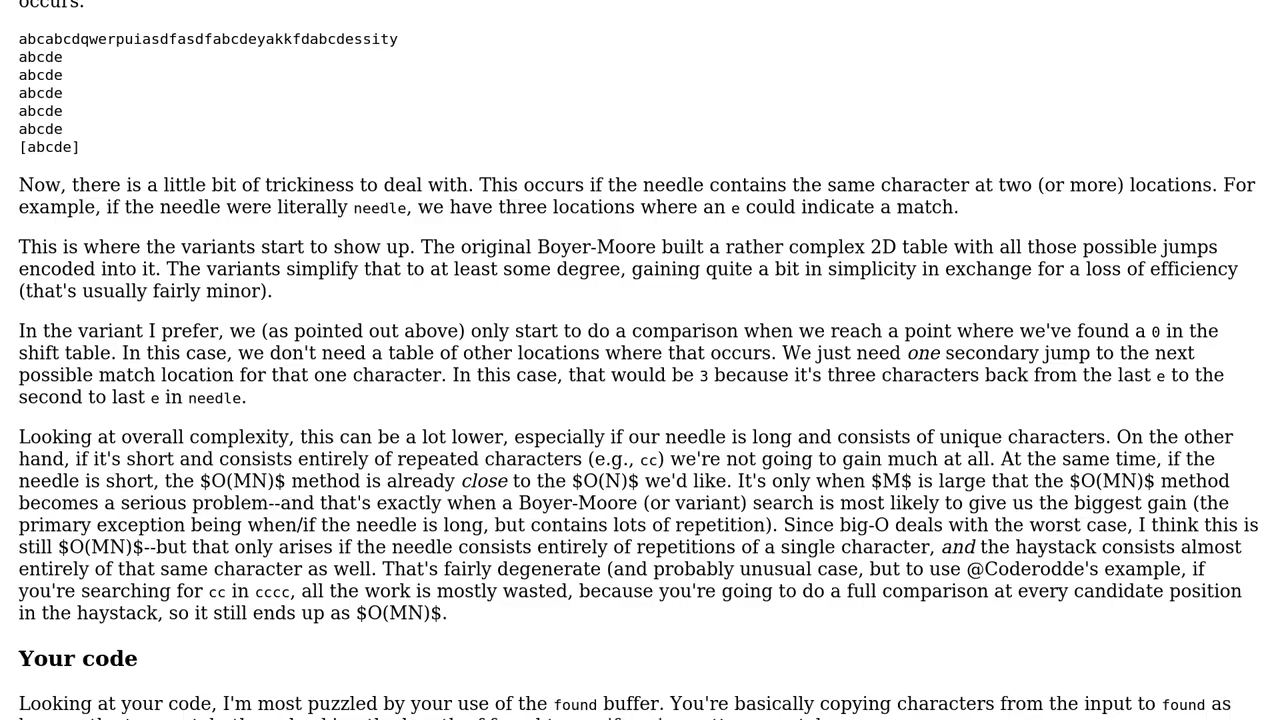 occurs.
abcabcdqwerpuiasdfasdfabcdeyakkfdabcdessity
abcde
abcde
abcde
abcde
abcde
[abcde]
Now, there is a little bit of trickiness to deal with. This occurs if the needle contains the same character at two (or more) locations. For
example, if the needle were literally needle, we have three locations where an e could indicate a match.
This is where the variants start to show up. The original Boyer-Moore built a rather complex 2D table with all those possible jumps
encoded into it. The variants simplify that to at least some degree, gaining quite a bit in simplicity in exchange for a loss of efficiency
(that's usually fairly minor).
In the variant I prefer, we (as pointed out above) only start to do a comparison when we reach a point where we've found a 0 in the
shift table. In this case, we don't need a table of other locations where that occurs. We just need one secondary jump to the next
possible match location for that one character. In this case, that would be 3 because it's three characters back from the last e to the
second to last e in needle.
Looking at overall complexity, this can be a lot lower, especially if our needle is long and consists of unique characters. On the other
hand, if it's short and consists entirely of repeated characters (e.g., cc) we're not going to gain much at all. At the same time, if the
needle is short, the $O(MN)$ method is already close to the $O(N)$ we'd like. It's only when $M$ is large that the $O(MN)$ method
becomes a serious problem--and that's exactly when a Boyer-Moore (or variant) search is most likely to give us the biggest gain (the
primary exception being when/if the needle is long, but contains lots of repetition). Since big-O deals with the worst case, I think this is
still $O(MN)$--but that only arises if the needle consists entirely of repetitions of a single character, and the haystack consists almost
entirely of that same character as well. That's fairly degenerate (and probably unusual case, but to use @Coderodde's example, if
you're searching for cc in cccc, all the work is mostly wasted, because you're going to do a full comparison at every candidate position
in the haystack, so it still ends up as $O(MN)$.
Your code
Looking at your code, I'm most puzzled by your use of the found buffer. You're basically copying characters from the input to found as